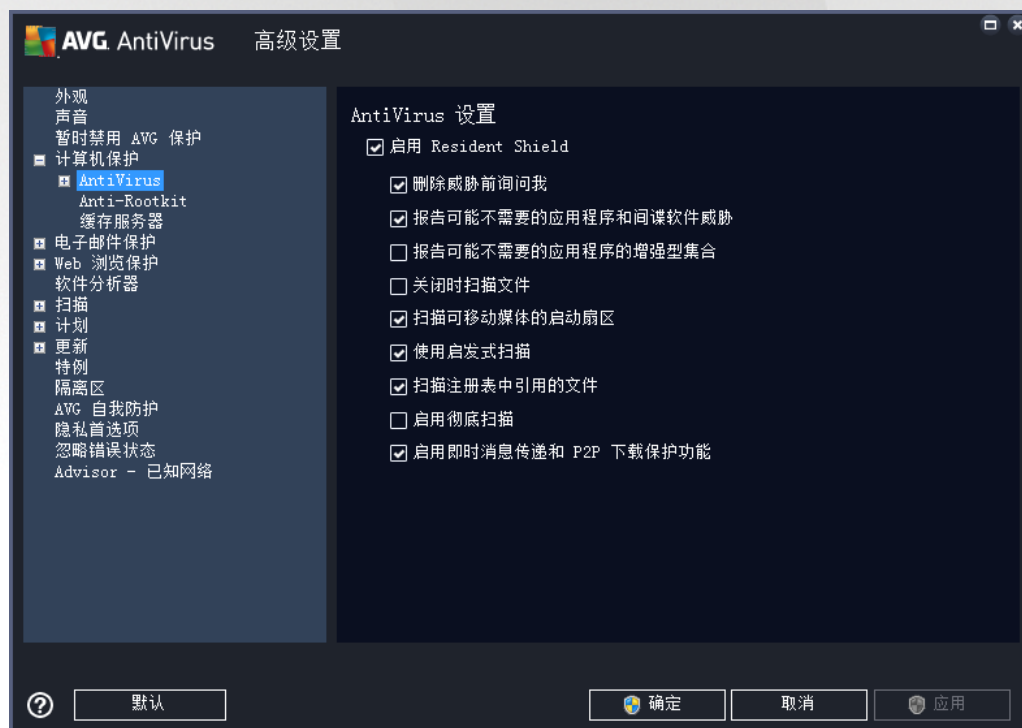 AVG. AntiVirus 高级设置
外观
声音
暂时禁用 AVG 保护
计算机保护
AntiVirus
Anti-Rootkit
缓存服务器
电子邮件保护
Web 浏览保护
软件分析器
扫描
计划
更新
特例
隔离区
AVG 自我防护
隐私首选项
忽略错误状态
Advisor - 已知网络
AntiVirus 设置
启用 Resident Shield
删除威胁前询问我
报告可能不需要的应用程序和间谍软件威胁
报告可能不需要的应用程序的增强型集合
关闭时扫描文件
扫描可移动媒体的启动扇区
使用启发式扫描
扫描注册表中引用的文件
启用彻底扫描
启用即时消息传递和 P2P 下载保护功能
默认
确定
取消
应用